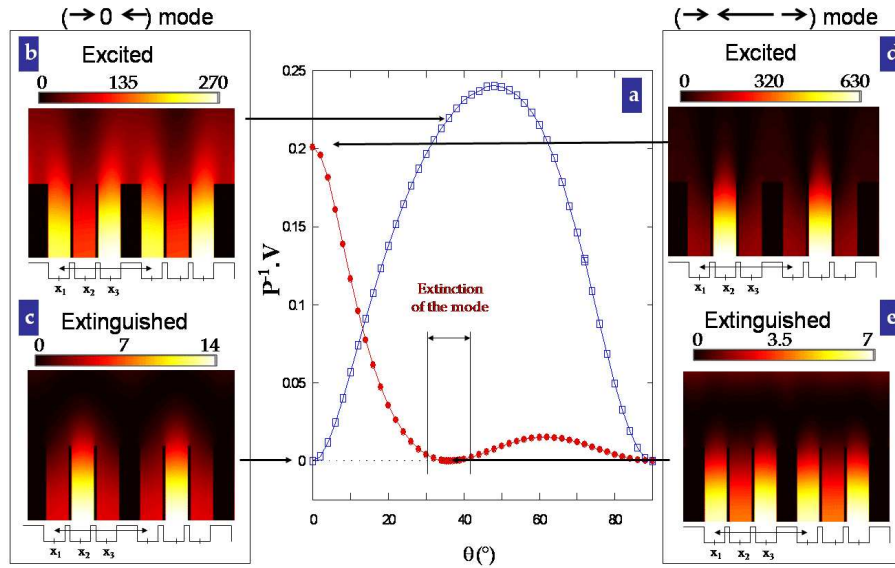 (→ 0 ←) mode
b
Excited
0 135 270
x₁ x₂ x₃
c
Extinguished
0 7 14
x₁ x₂ x₃
a
0.25
0.2
0.15
0.1
0.05
0
P⁻¹.V
Extinction
of the mode
0 20 40 60 80
θ(°)
(→ ← →) mode
d
Excited
0 320 630
x₁ x₂ x₃
e
Extinguished
0 3.5 7
x₁ x₂ x₃